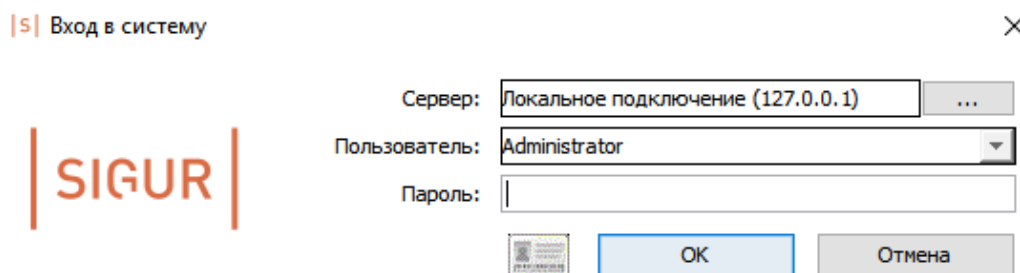 |S| Вход в систему
Сервер: Локальное подключение (127.0.0.1) ...
SIGUR
Пользователь: Administrator
Пароль:
OK Отмена